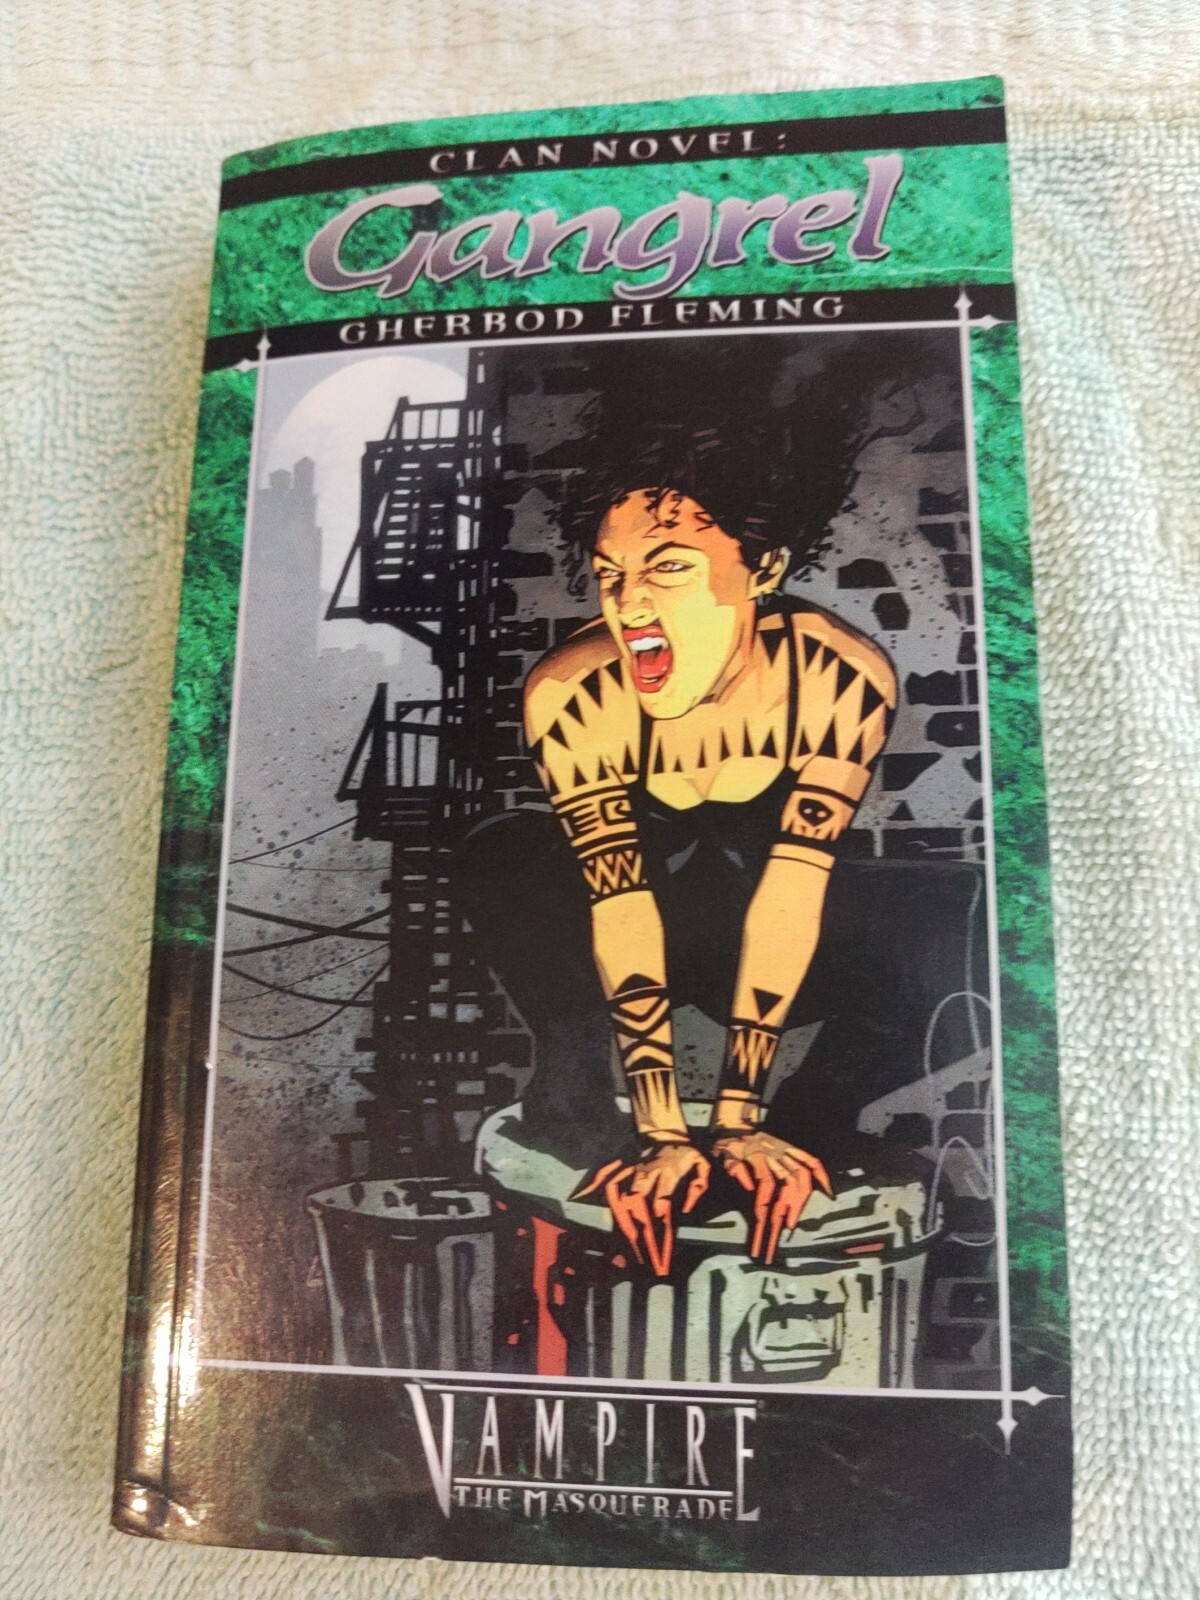 CLAN NOVEL:
Gangrel
GHERBOD FLEMING
VAMPIRE
THE MASQUERADE